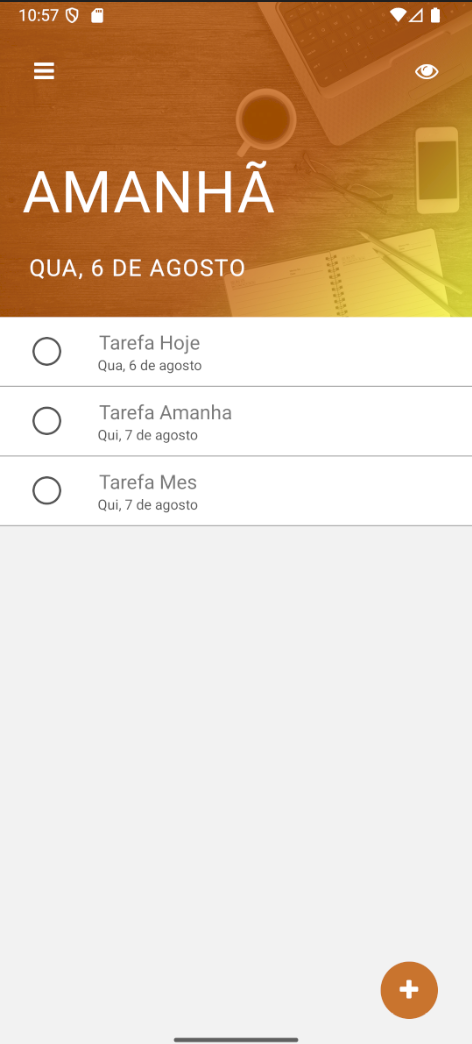 10:57
AMANHÃ
QUA, 6 DE AGOSTO
Tarefa Hoje
Qua, 6 de agosto
Tarefa Amanha
Qui, 7 de agosto
Tarefa Mes
Qui, 7 de agosto